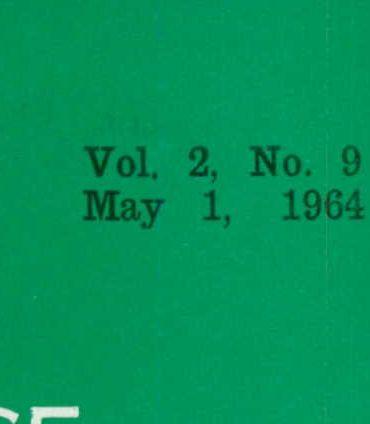 Vol. 2, No. 9
May 1, 1964